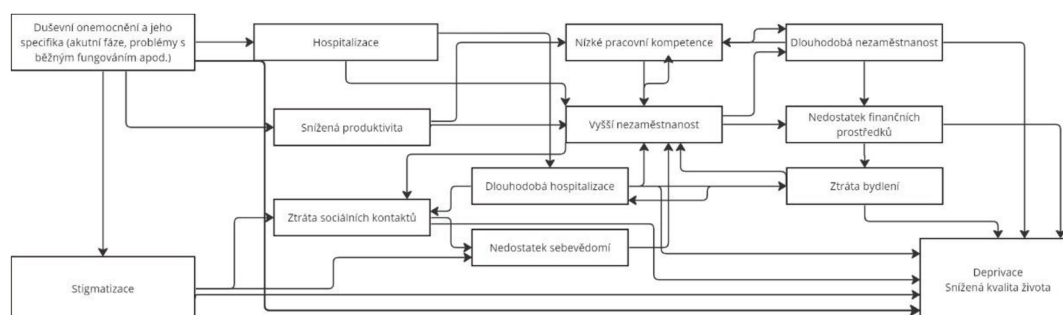 Duševní onemocnění a jeho
specifika (akutní fáze, problémy s
běžným fungováním apod.)
Hospitalizace
Nízké pracovní kompetence
Dlouhodobá nezaměstnanost
Snížená produktivita
Vyšší nezaměstnanost
Nedostatek finančních
prostředků
Dlouhodobá hospitalizace
Ztráta bydlení
Ztráta sociálních kontaktů
Nedostatek sebevědomí
Stigmatizace
Deprivace
Snížená kvalita života